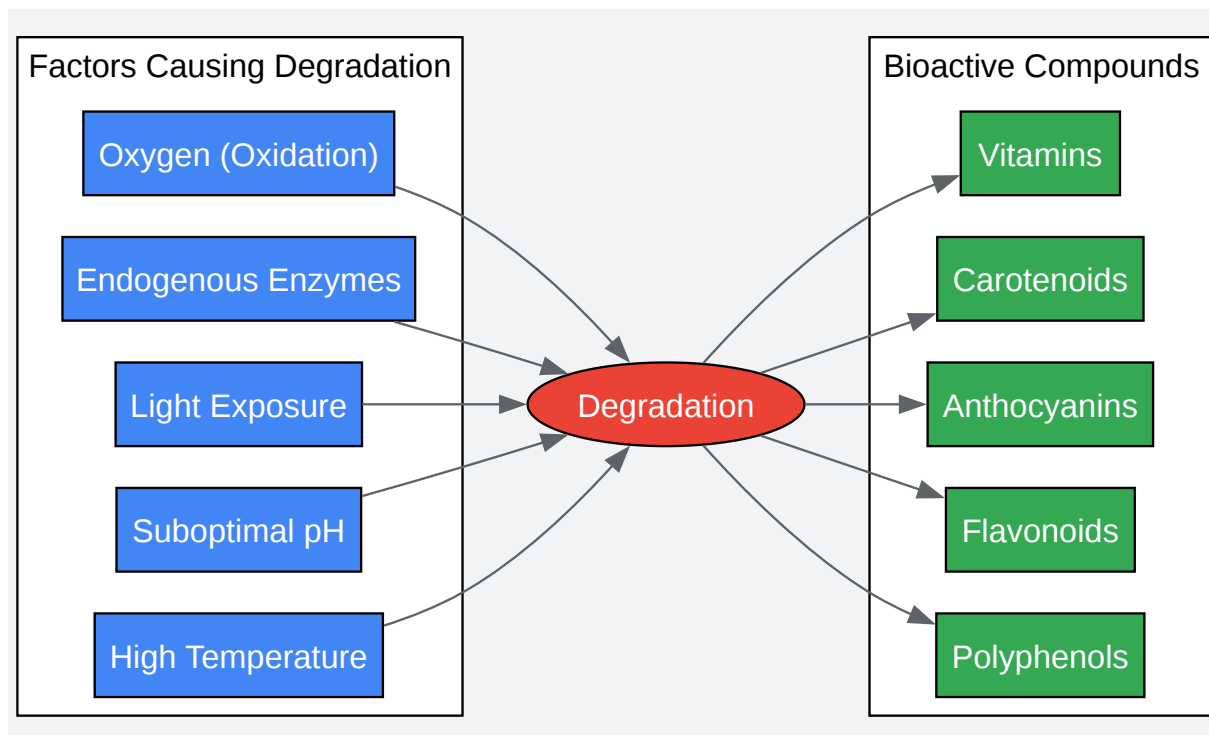 Factors Causing Degradation
Oxygen (Oxidation)
Endogenous Enzymes
Light Exposure
Suboptimal pH
High Temperature
Degradation
Bioactive Compounds
Vitamins
Carotenoids
Anthocyanins
Flavonoids
Polyphenols